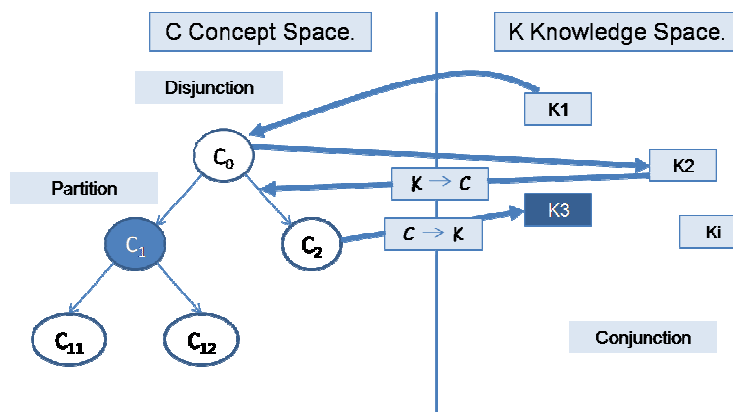 C Concept Space.
K Knowledge Space.
Disjunction
K1
C0
K2
Partition
K → C
K3
C1
C2
C → K
Ki
C11
C12
Conjunction